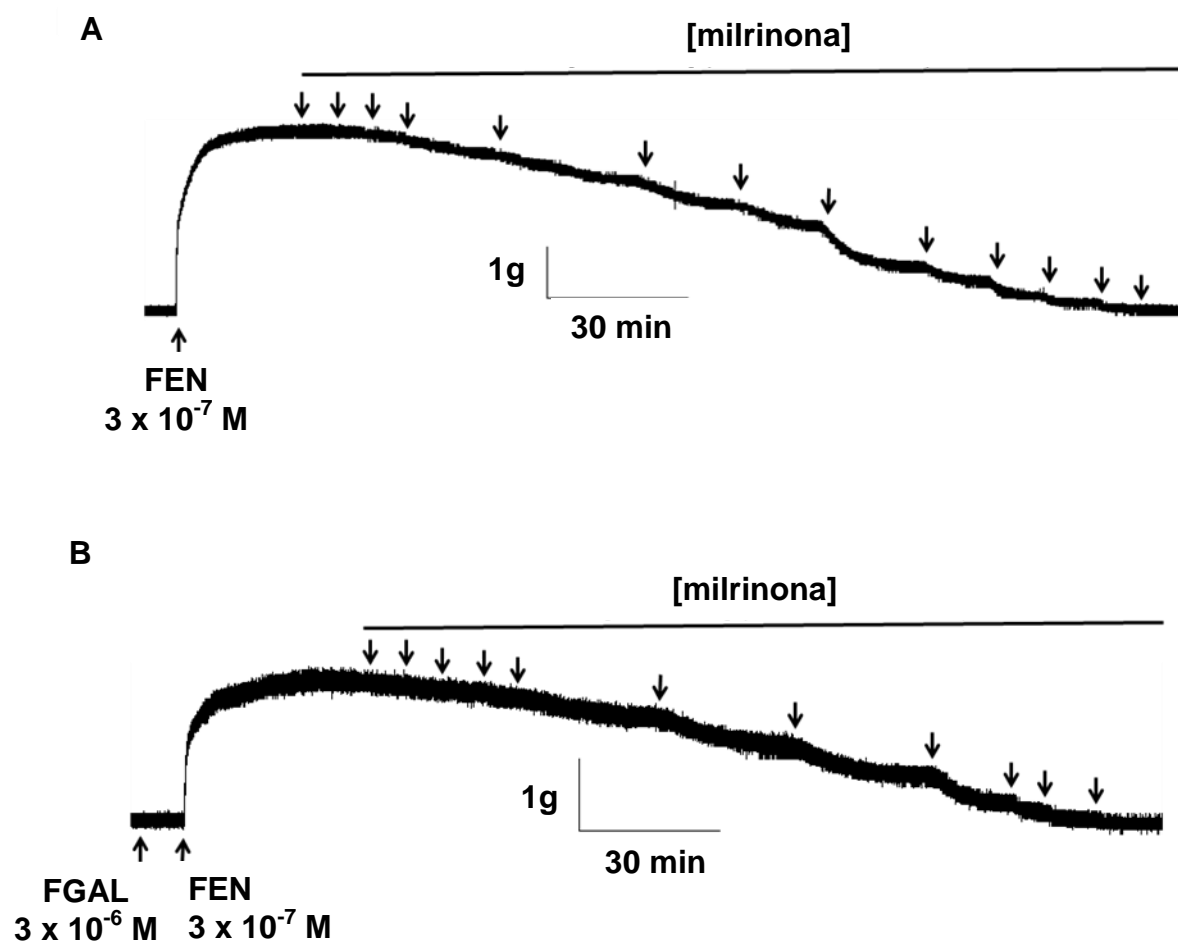 A
[milrinona]
1g
30 min
FEN
3 x 10⁻⁷ M
B
[milrinona]
1g
30 min
FGAL FEN
3 x 10⁻⁶ M 3 x 10⁻⁷ M